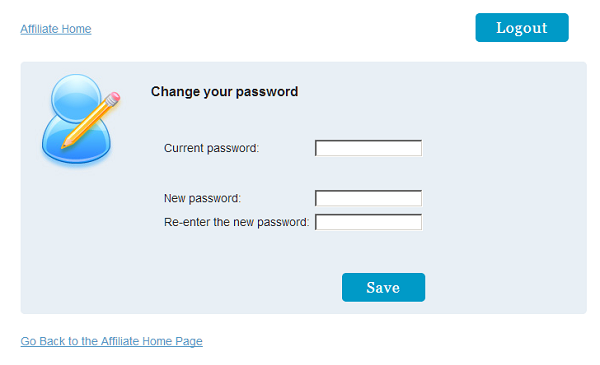 Affiliate Home
Logout
Change your password
Current password:
New password:
Re-enter the new password:
Save
Go Back to the Affiliate Home Page